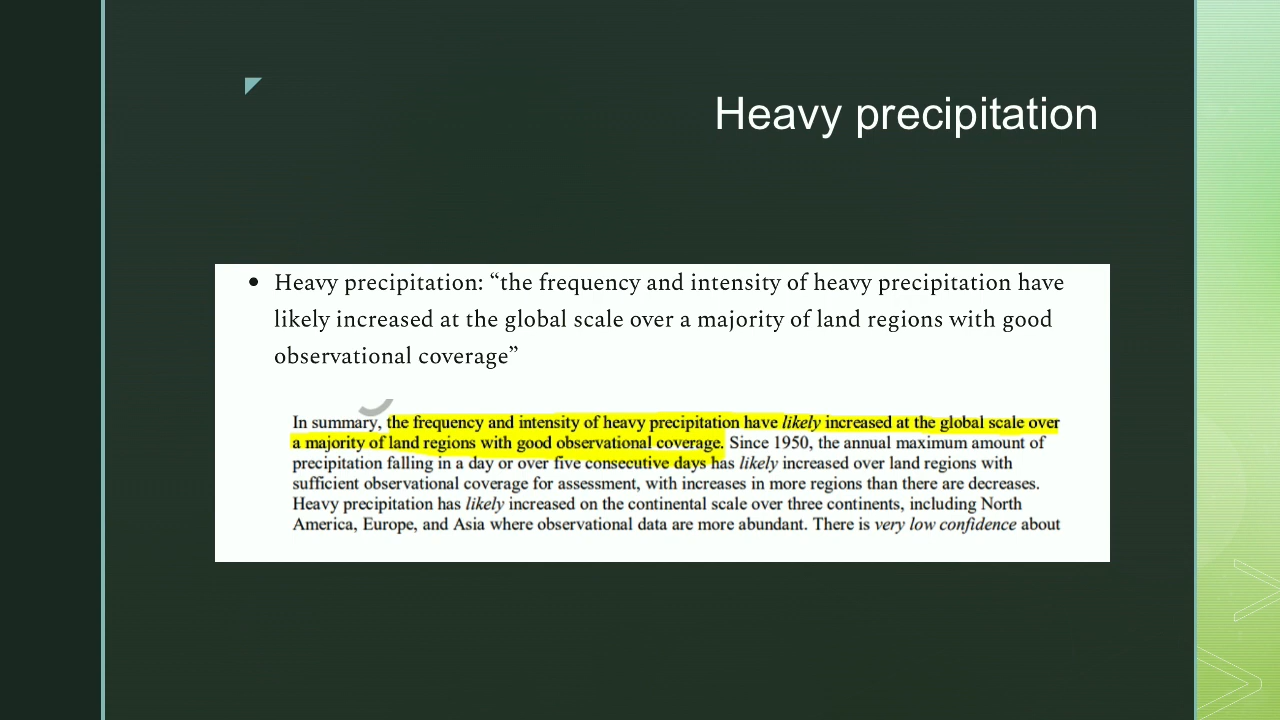 Heavy precipitation
• Heavy precipitation: “the frequency and intensity of heavy precipitation have
likely increased at the global scale over a majority of land regions with good
observational coverage”
In summary, the frequency and intensity of heavy precipitation have likely increased at the global scale over
a majority of land regions with good observational coverage. Since 1950, the annual maximum amount of
precipitation falling in a day or over five consecutive days has likely increased over land regions with
sufficient observational coverage for assessment, with increases in more regions than there are decreases.
Heavy precipitation has likely increased on the continental scale over three continents, including North
America, Europe, and Asia where observational data are more abundant. There is very low confidence about